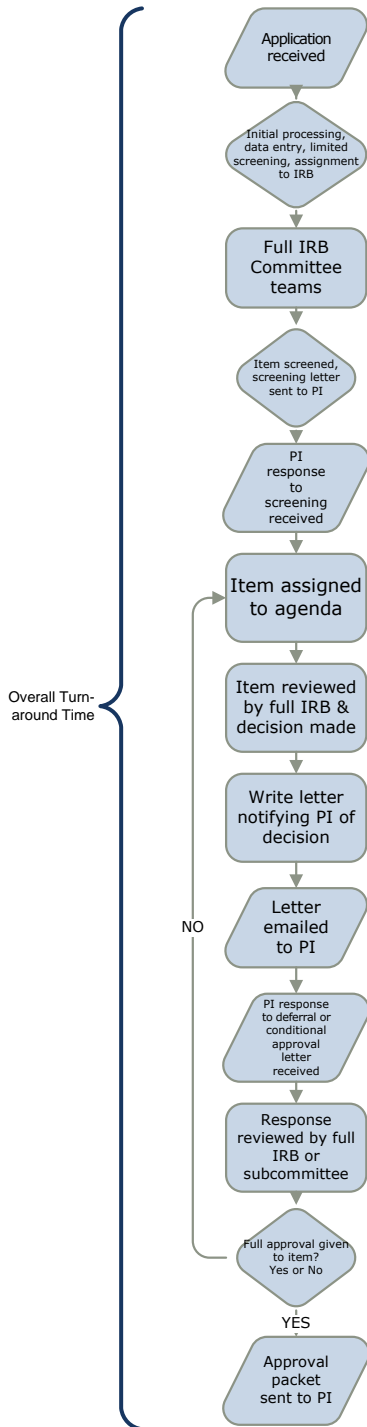 Application
received
Initial processing,
data entry, limited
screening, assignment
to IRB
Full IRB
Committee
teams
Item screened,
screening letter
sent to PI
PI
response
to
screening
received
Item assigned
to agenda
Overall Turn-
around Time
Item reviewed
by full IRB &
decision made
Write letter
notifying PI of
decision
NO
Letter
emailed
to PI
PI response
to deferral or
conditional
approval
letter
received
Response
reviewed by full
IRB or
subcommittee
Full approval given
to item?
Yes or No
YES
Approval
packet
sent to PI